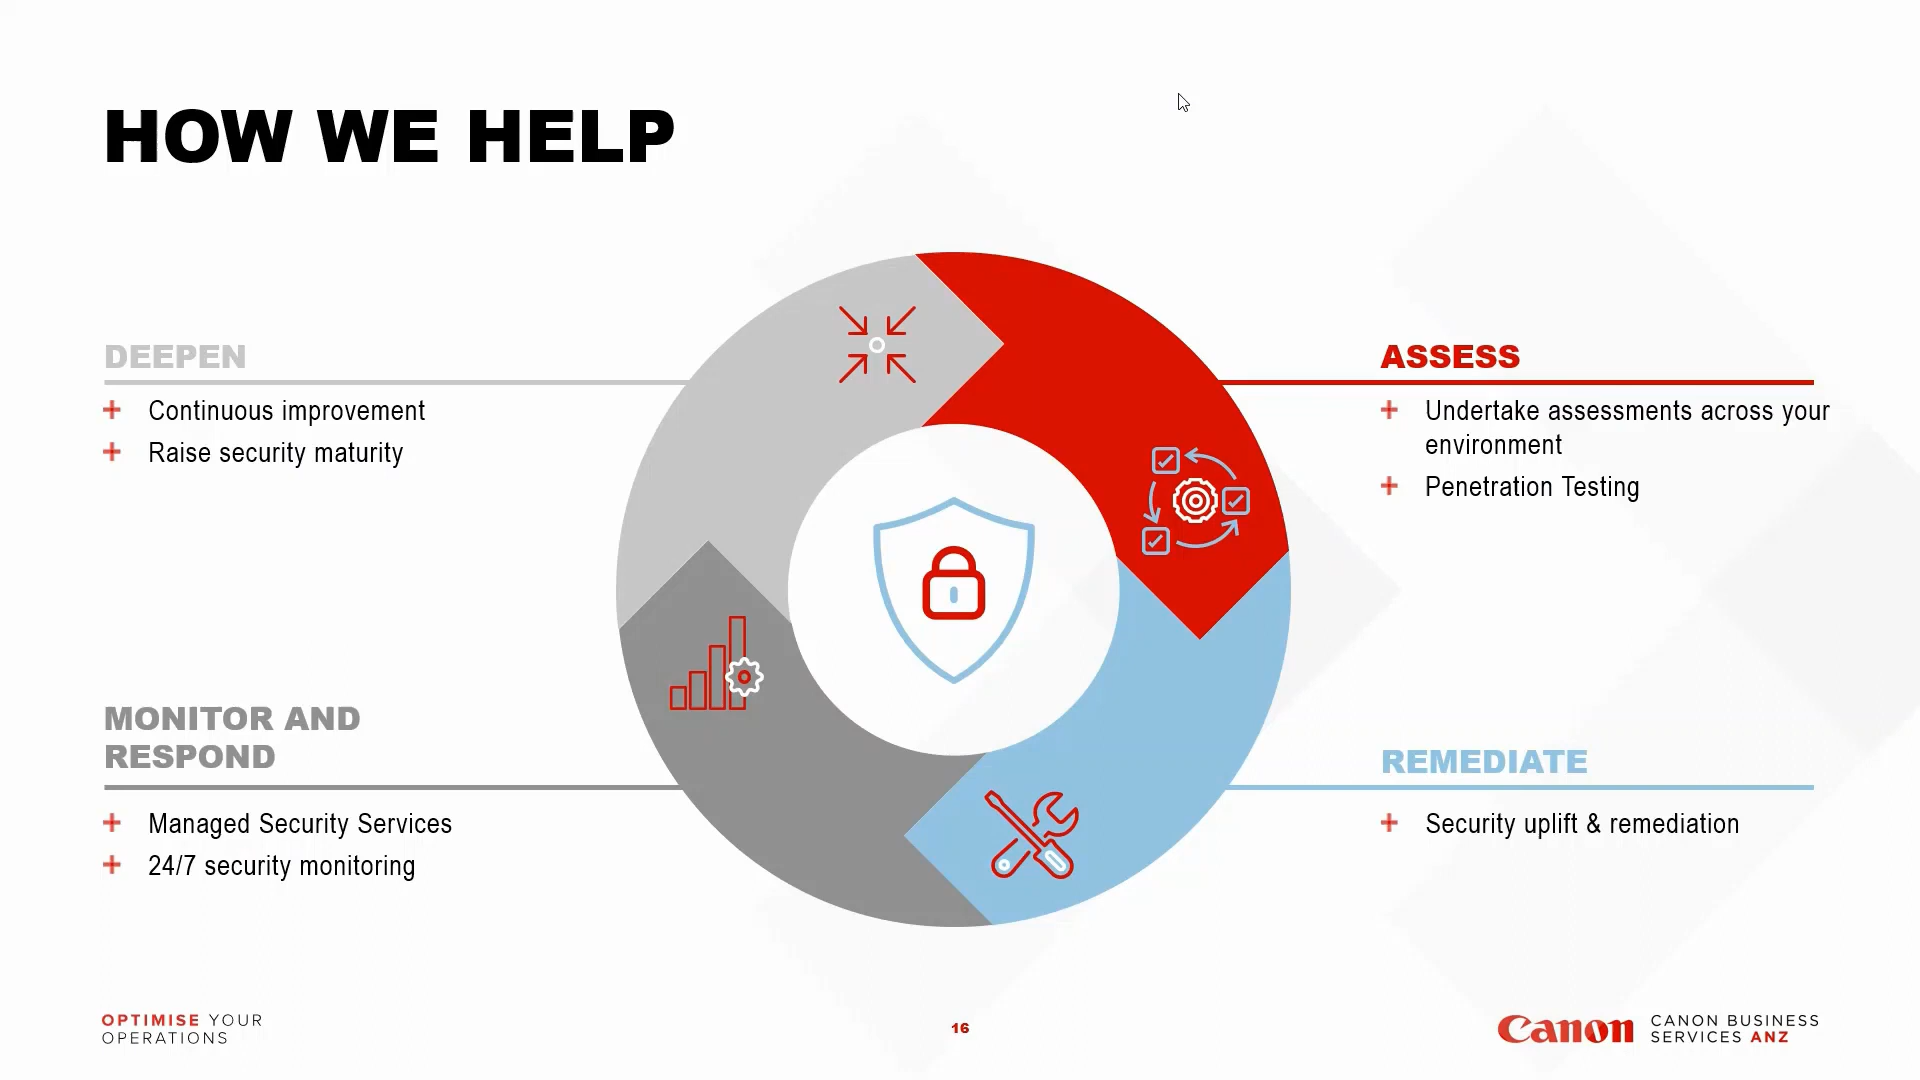 HOW WE HELP
DEEPEN
Continuous improvement
Raise security maturity
ASSESS
Undertake assessments across your
environment
Penetration Testing
MONITOR AND
RESPOND
Managed Security Services
24/7 security monitoring
REMEDIATE
Security uplift & remediation
OPTIMISE YOUR
OPERATIONS
16
Canon
CANON BUSINESS
SERVICES ANZ